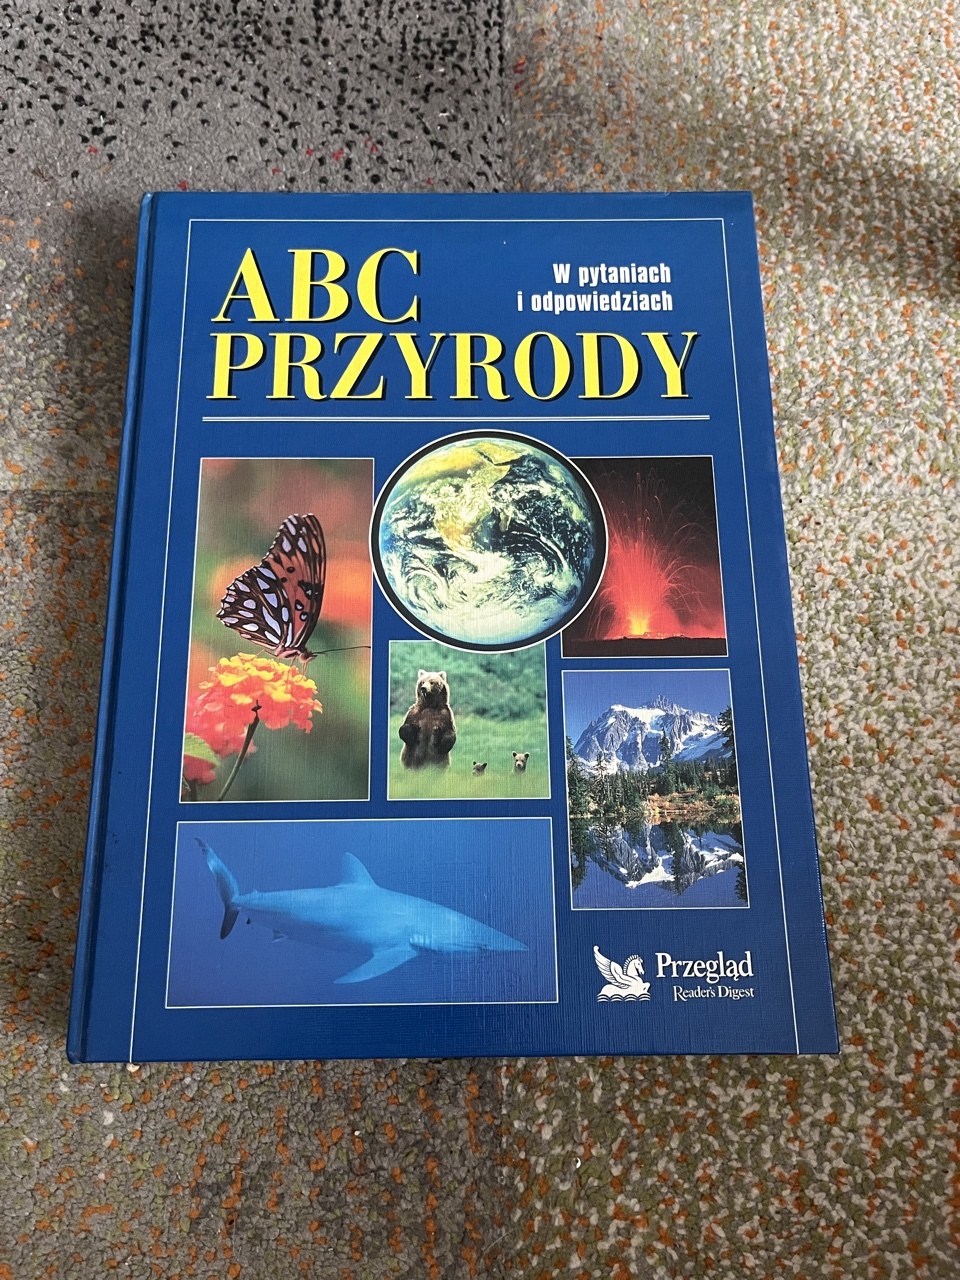 ABC
PRZYRODY
W pytaniach
i odpowiedziach
Przegląd
Reader's Digest